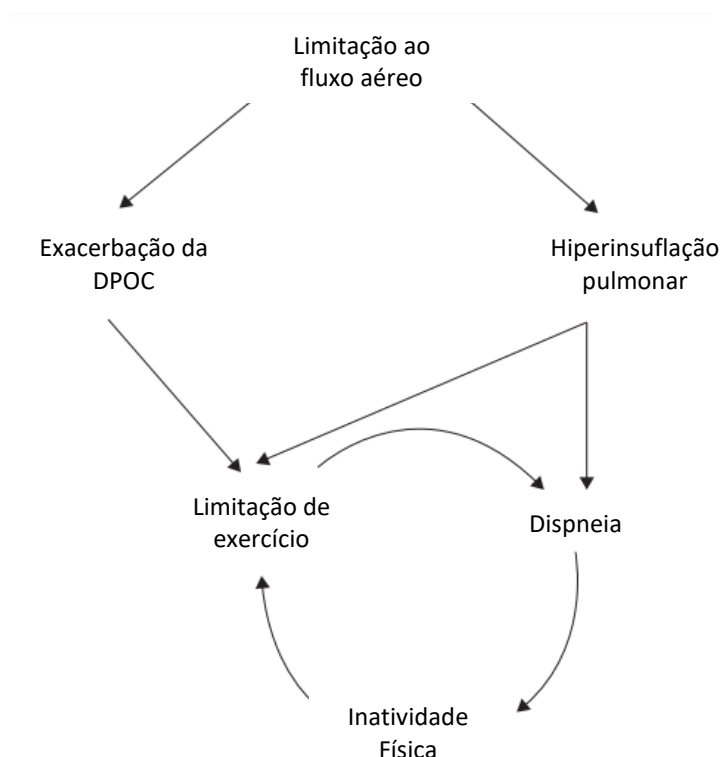 Limitação ao
fluxo aéreo
Exacerbação da
DPOC
Hiperinsuflação
pulmonar
Limitação de
exercício
Dispneia
Inatividade
Física